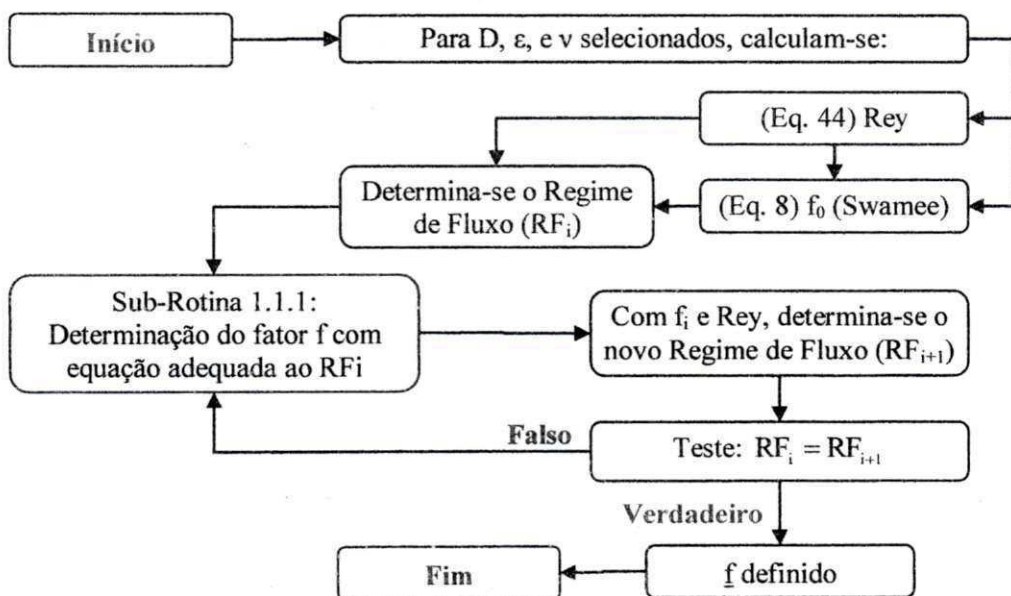 Início
Para D, ε, e ν selecionados, calculam-se:
(Eq. 44) Rey
Determina-se o Regime
de Fluxo (RFᵢ)
(Eq. 8) f₀ (Swamee)
Sub-Rotina 1.1.1:
Determinação do fator f com
equação adequada ao RFi
Com fᵢ e Rey, determina-se o
novo Regime de Fluxo (RFᵢ₊₁)
Falso
Teste: RFᵢ = RFᵢ₊₁
Verdadeiro
f definido
Fim